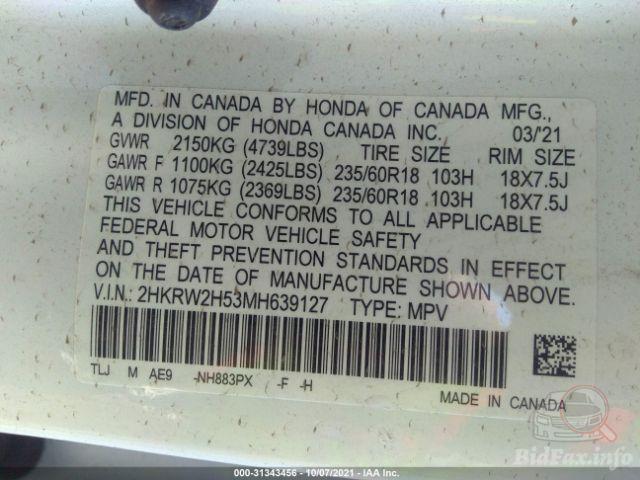 MFD. IN CANADA BY HONDA OF CANADA MFG.,
A DIVISION OF HONDA CANADA INC. 03/'21
GVWR 2150KG (4739LBS) TIRE SIZE RIM SIZE
GAWR F 1100KG (2425LBS) 235/60R18 103H 18X7.5J
GAWR R 1075KG (2369LBS) 235/60R18 103H 18X7.5J
THIS VEHICLE CONFORMS TO ALL APPLICABLE
FEDERAL MOTOR VEHICLE SAFETY
AND THEFT PREVENTION STANDARDS IN EFFECT
ON THE DATE OF MANUFACTURE SHOWN ABOVE.
V.I.N.: 2HKRW2H53MH639127 TYPE: MPV
TLJ M AE9 -NH883PX -F -H
MADE IN CANADA
BidFax.info
000-31343456 - 10/07/2021 - IAA Inc.